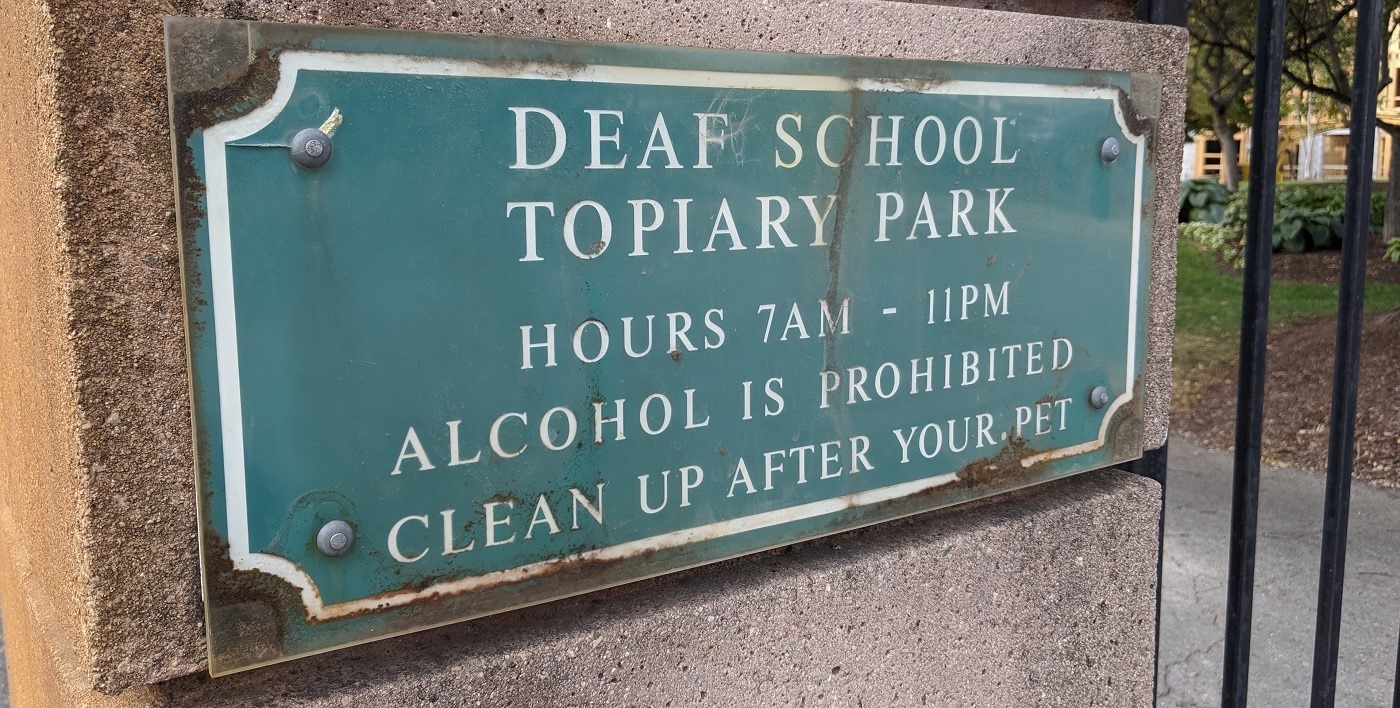 DEAF SCHOOL
TOPIARY PARK
HOURS 7AM - 11PM
ALCOHOL IS PROHIBITED
CLEAN UP AFTER YOUR PET